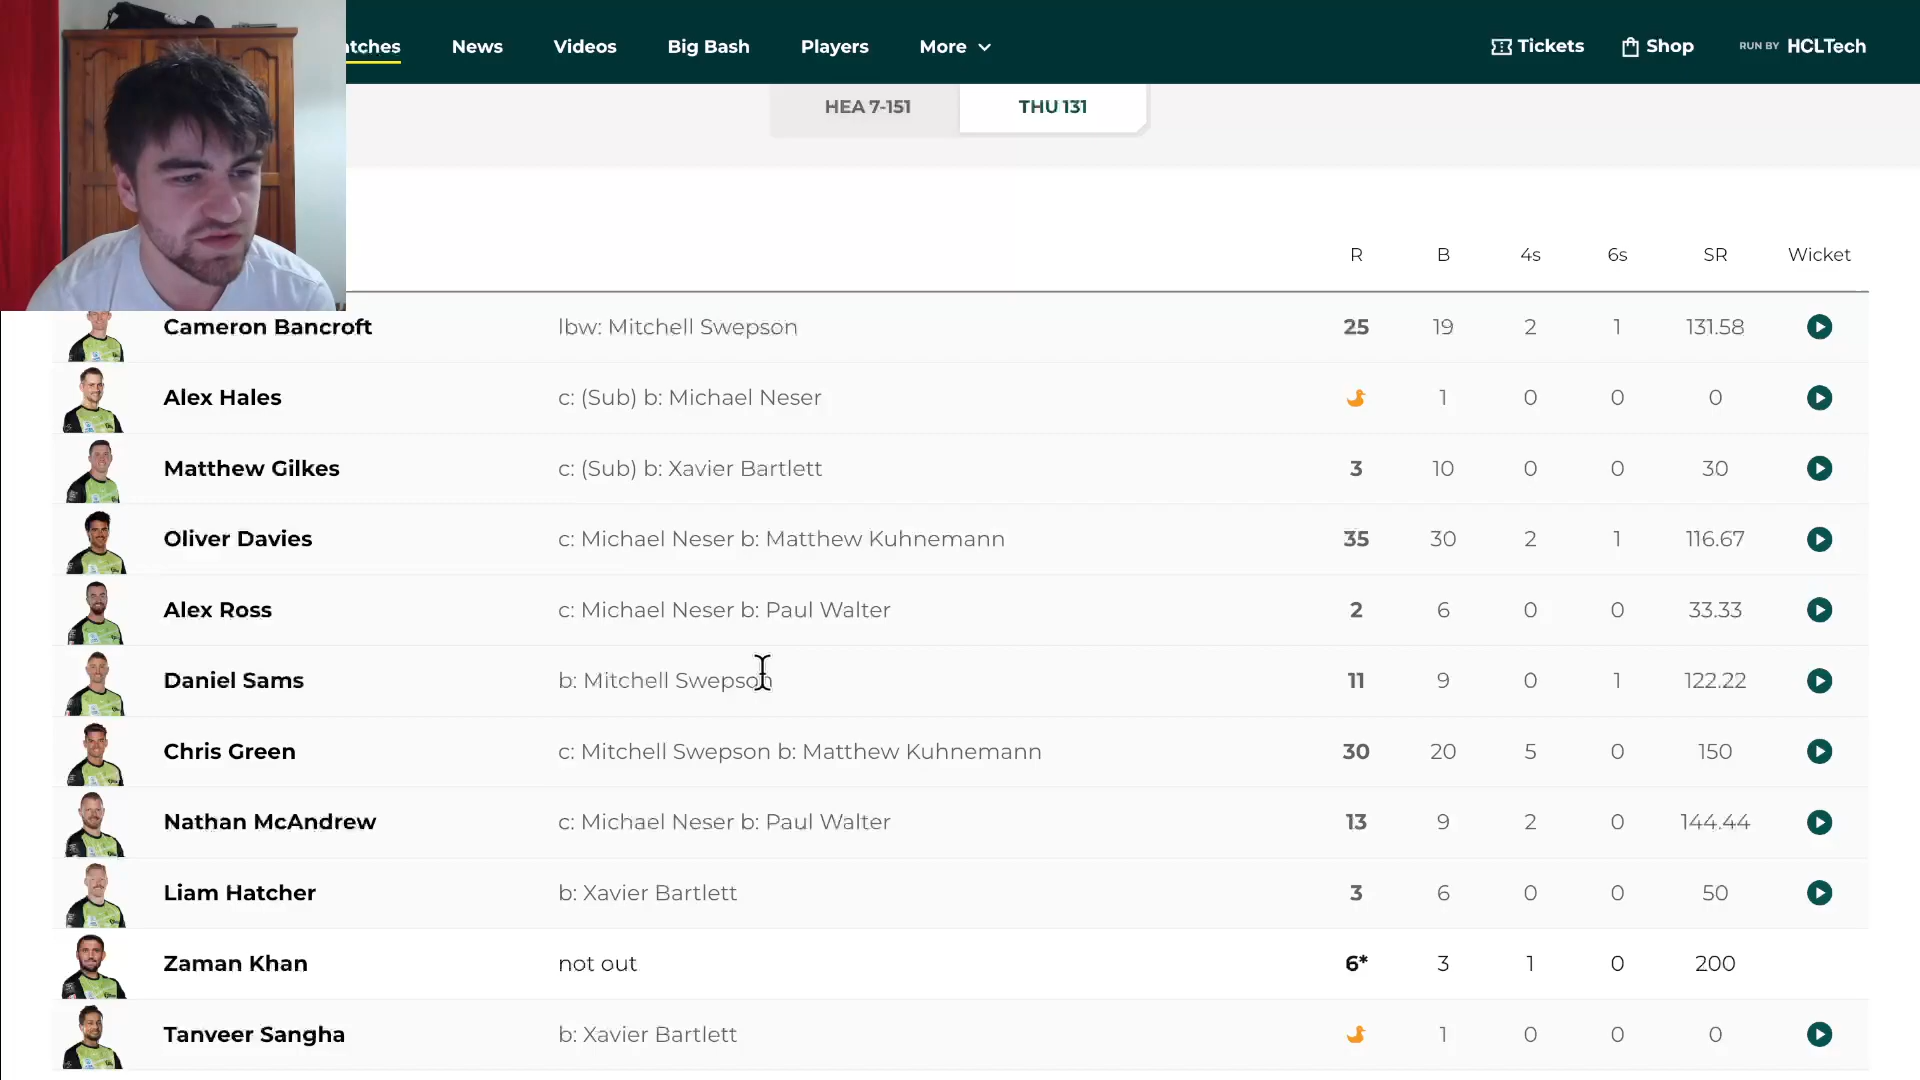 atches News Videos Big Bash Players More Tickets Shop RUN BY HCLTech
HEA 7-151 THU 131
R B 4s 6s SR Wicket
Cameron Bancroft lbw: Mitchell Swepson 25 19 2 1 131.58
Alex Hales c: (Sub) b: Michael Neser 1 0 0 0
Matthew Gilkes c: (Sub) b: Xavier Bartlett 3 10 0 0 30
Oliver Davies c: Michael Neser b: Matthew Kuhnemann 35 30 2 1 116.67
Alex Ross c: Michael Neser b: Paul Walter 2 6 0 0 33.33
Daniel Sams b: Mitchell Swepson 11 9 0 1 122.22
Chris Green c: Mitchell Swepson b: Matthew Kuhnemann 30 20 5 0 150
Nathan McAndrew c: Michael Neser b: Paul Walter 13 9 2 0 144.44
Liam Hatcher b: Xavier Bartlett 3 6 0 0 50
Zaman Khan not out 6* 3 1 0 200
Tanveer Sangha b: Xavier Bartlett 1 0 0 0